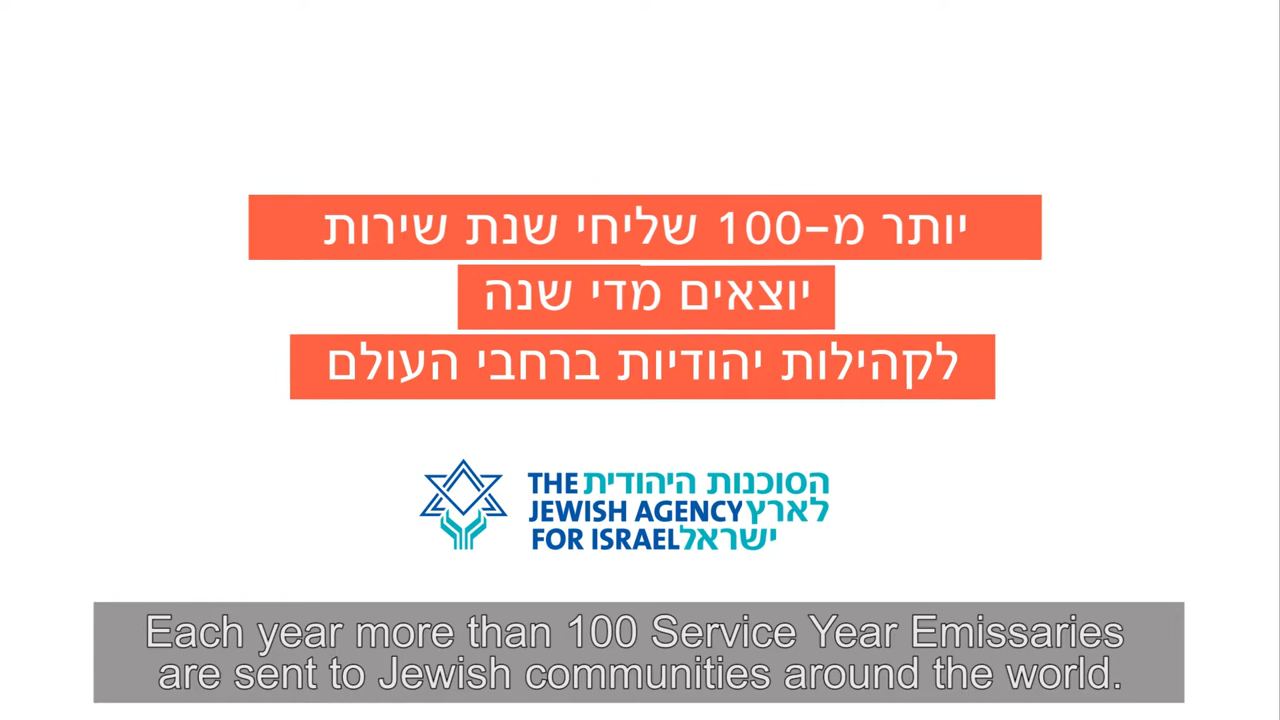 יותר מ-100 שליחי שנת שירות
יוצאים מדי שנה
לקהילות יהודיות ברחבי העולם
THE הסוכנות היהודית
JEWISH AGENCY לארץ
FOR ISRAEL ישראל
Each year more than 100 Service Year Emissaries
are sent to Jewish communities around the world.